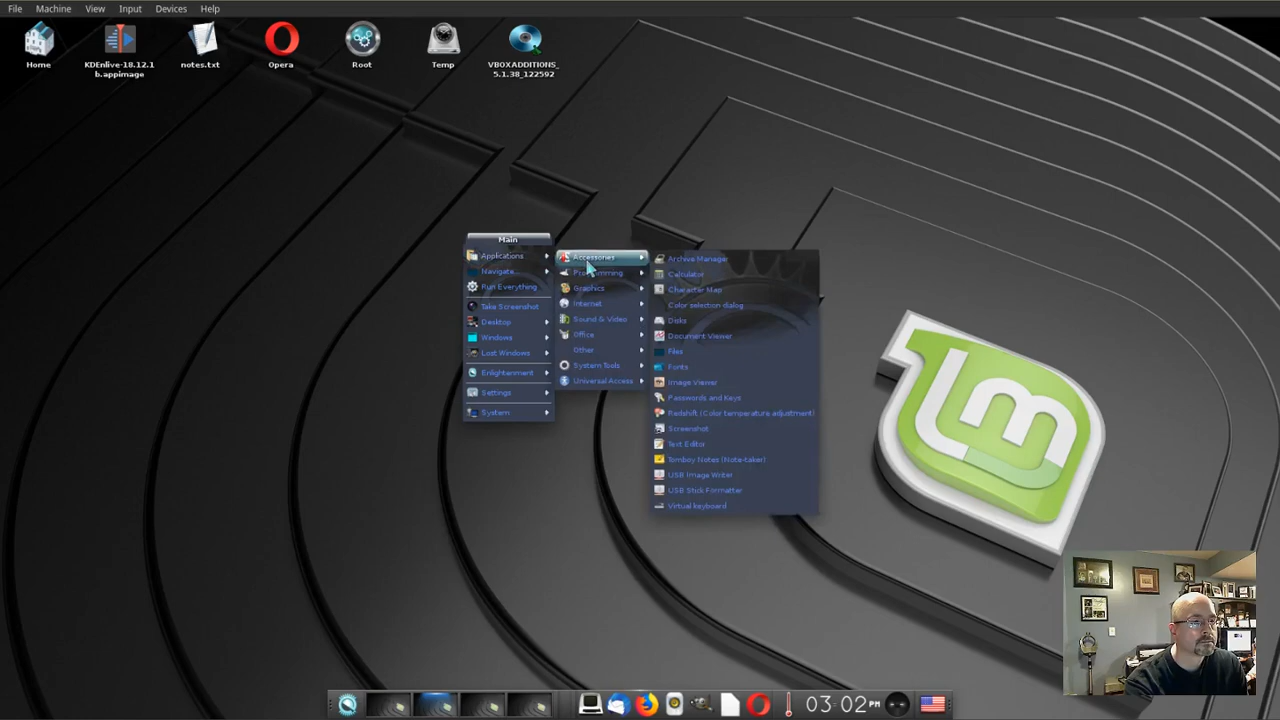 File Machine View Input Devices Help
Home
KDEnlive-18.12.1
b.appimage
notes.txt
Opera
Root
Temp
VBOXADDITIONS_
5.1.38_122592
Main
Applications
Navigate...
Run Everything
Take Screenshot
Desktop
Windows
Lost Windows
Enlightenment
Settings
System
Accessories
Programming
Graphics
Internet
Sound & Video
Office
Other
System Tools
Universal Access
Archive Manager
Calculator
Character Map
Color selection dialog
Disks
Document Viewer
Files
Fonts
Image Viewer
Passwords and Keys
Redshift (Color temperature adjustment)
Screenshot
Text Editor
Tomboy Notes (Note-taker)
USB Image Writer
USB Stick Formatter
Virtual keyboard
lm
03:02 PM